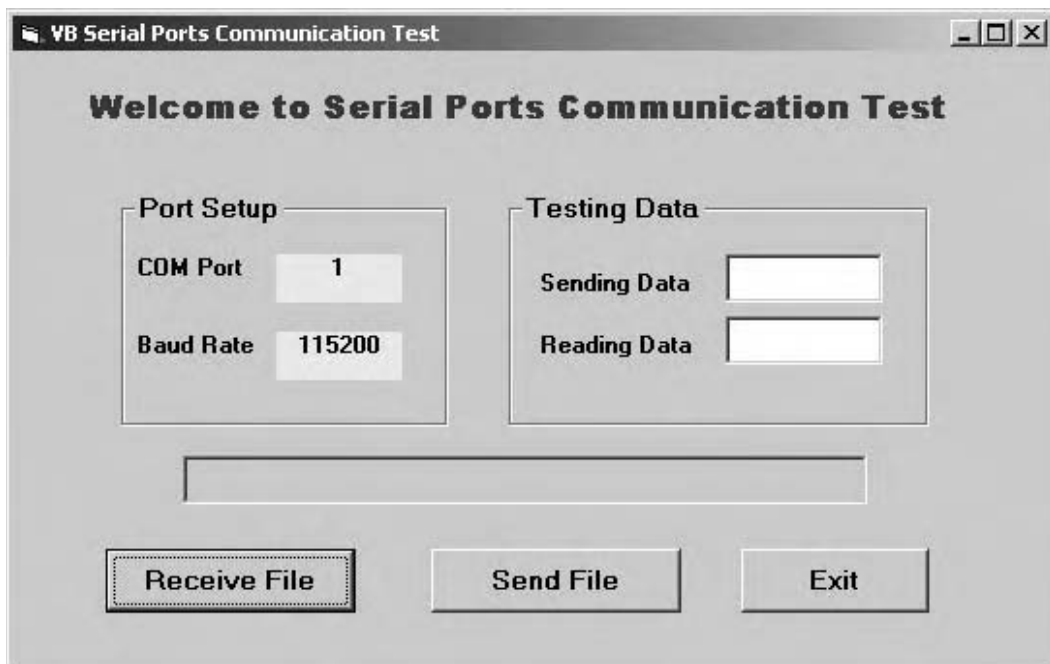 VB Serial Ports Communication Test
Welcome to Serial Ports Communication Test
Port Setup
COM Port 1
Baud Rate 115200
Testing Data
Sending Data
Reading Data
Receive File Send File Exit